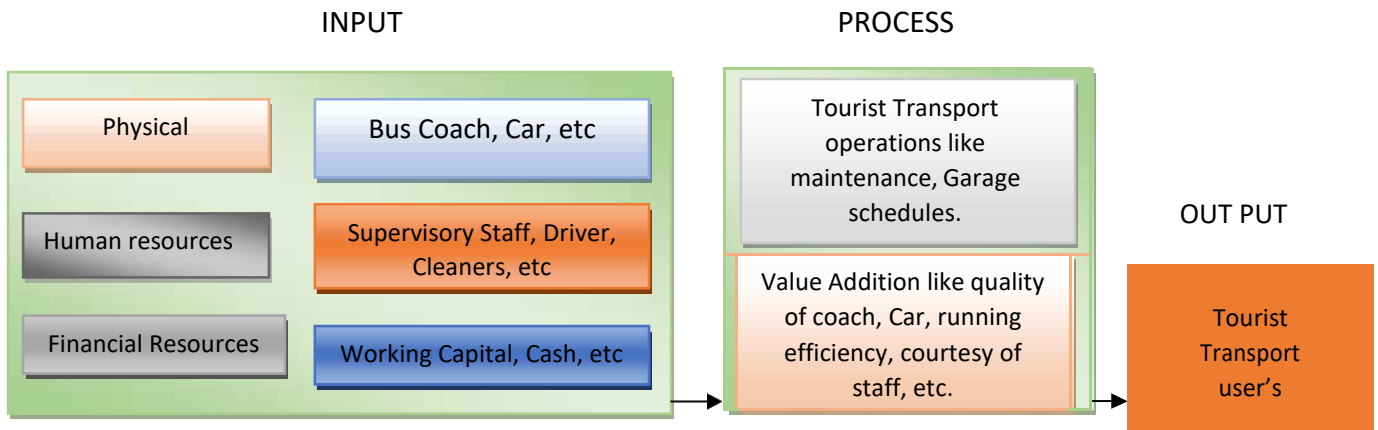 INPUT
PROCESS
Physical
Bus Coach, Car, etc
Human resources
Supervisory Staff, Driver,
Cleaners, etc
Financial Resources
Working Capital, Cash, etc
Tourist Transport
operations like
maintenance, Garage
schedules.
Value Addition like quality
of coach, Car, running
efficiency, courtesy of
staff, etc.
OUT PUT
Tourist
Transport
user's